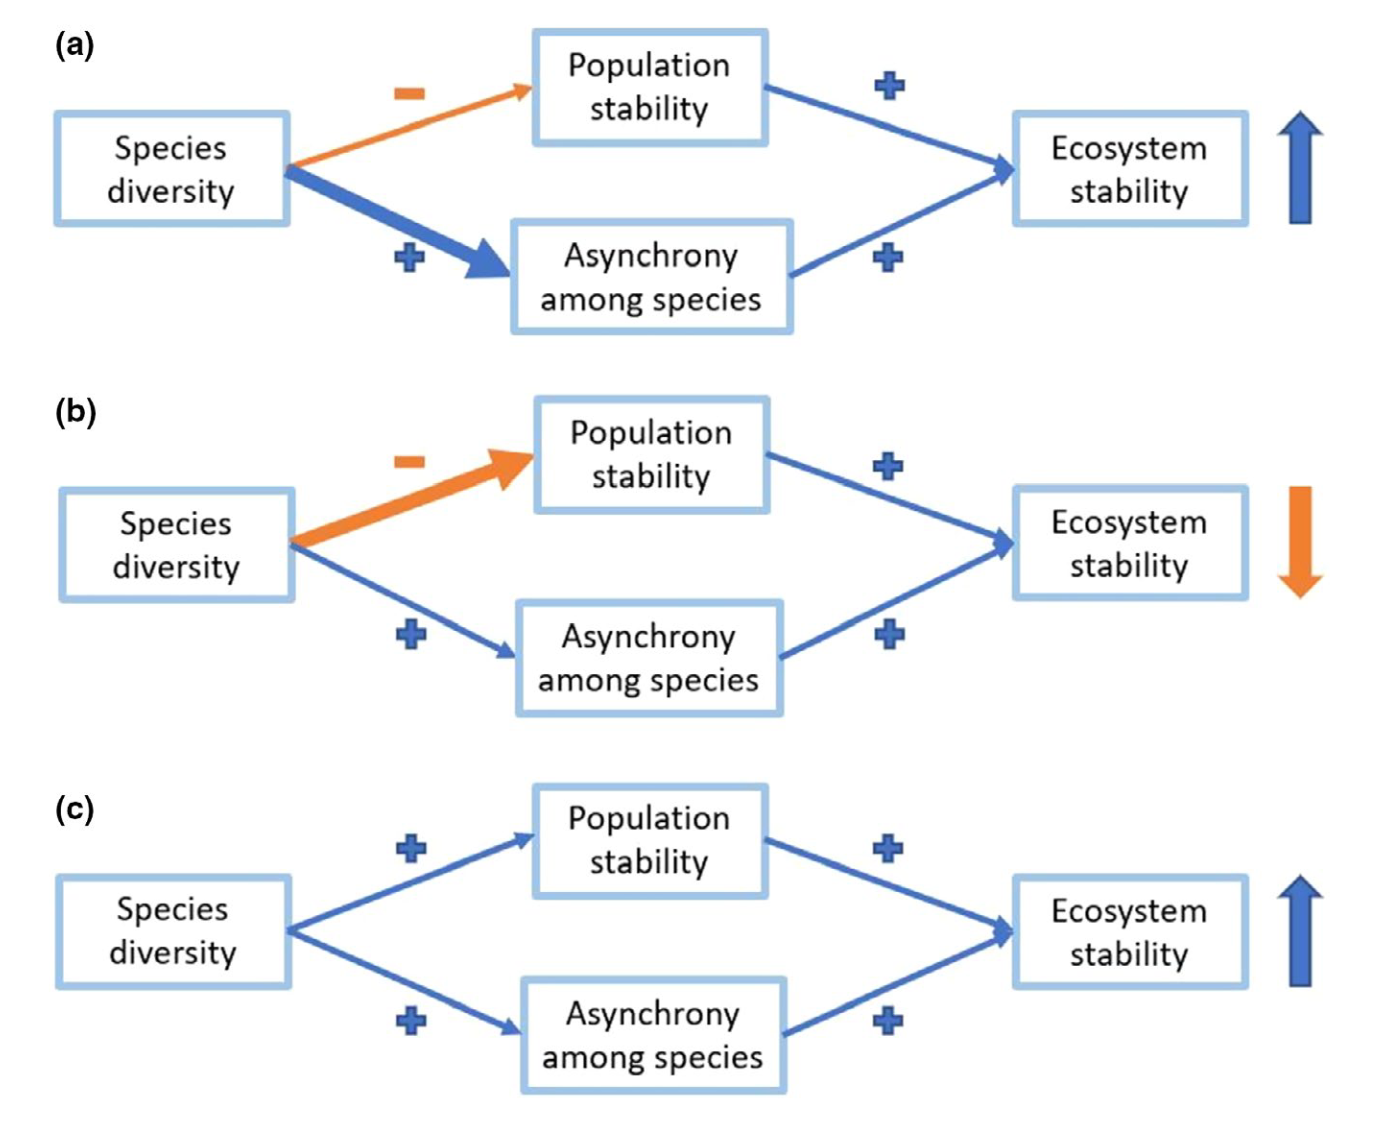 (a)
Population
stability
Species
diversity
Ecosystem
stability
Asynchrony
among species
(b)
Population
stability
Species
diversity
Ecosystem
stability
Asynchrony
among species
(c)
Population
stability
Species
diversity
Ecosystem
stability
Asynchrony
among species